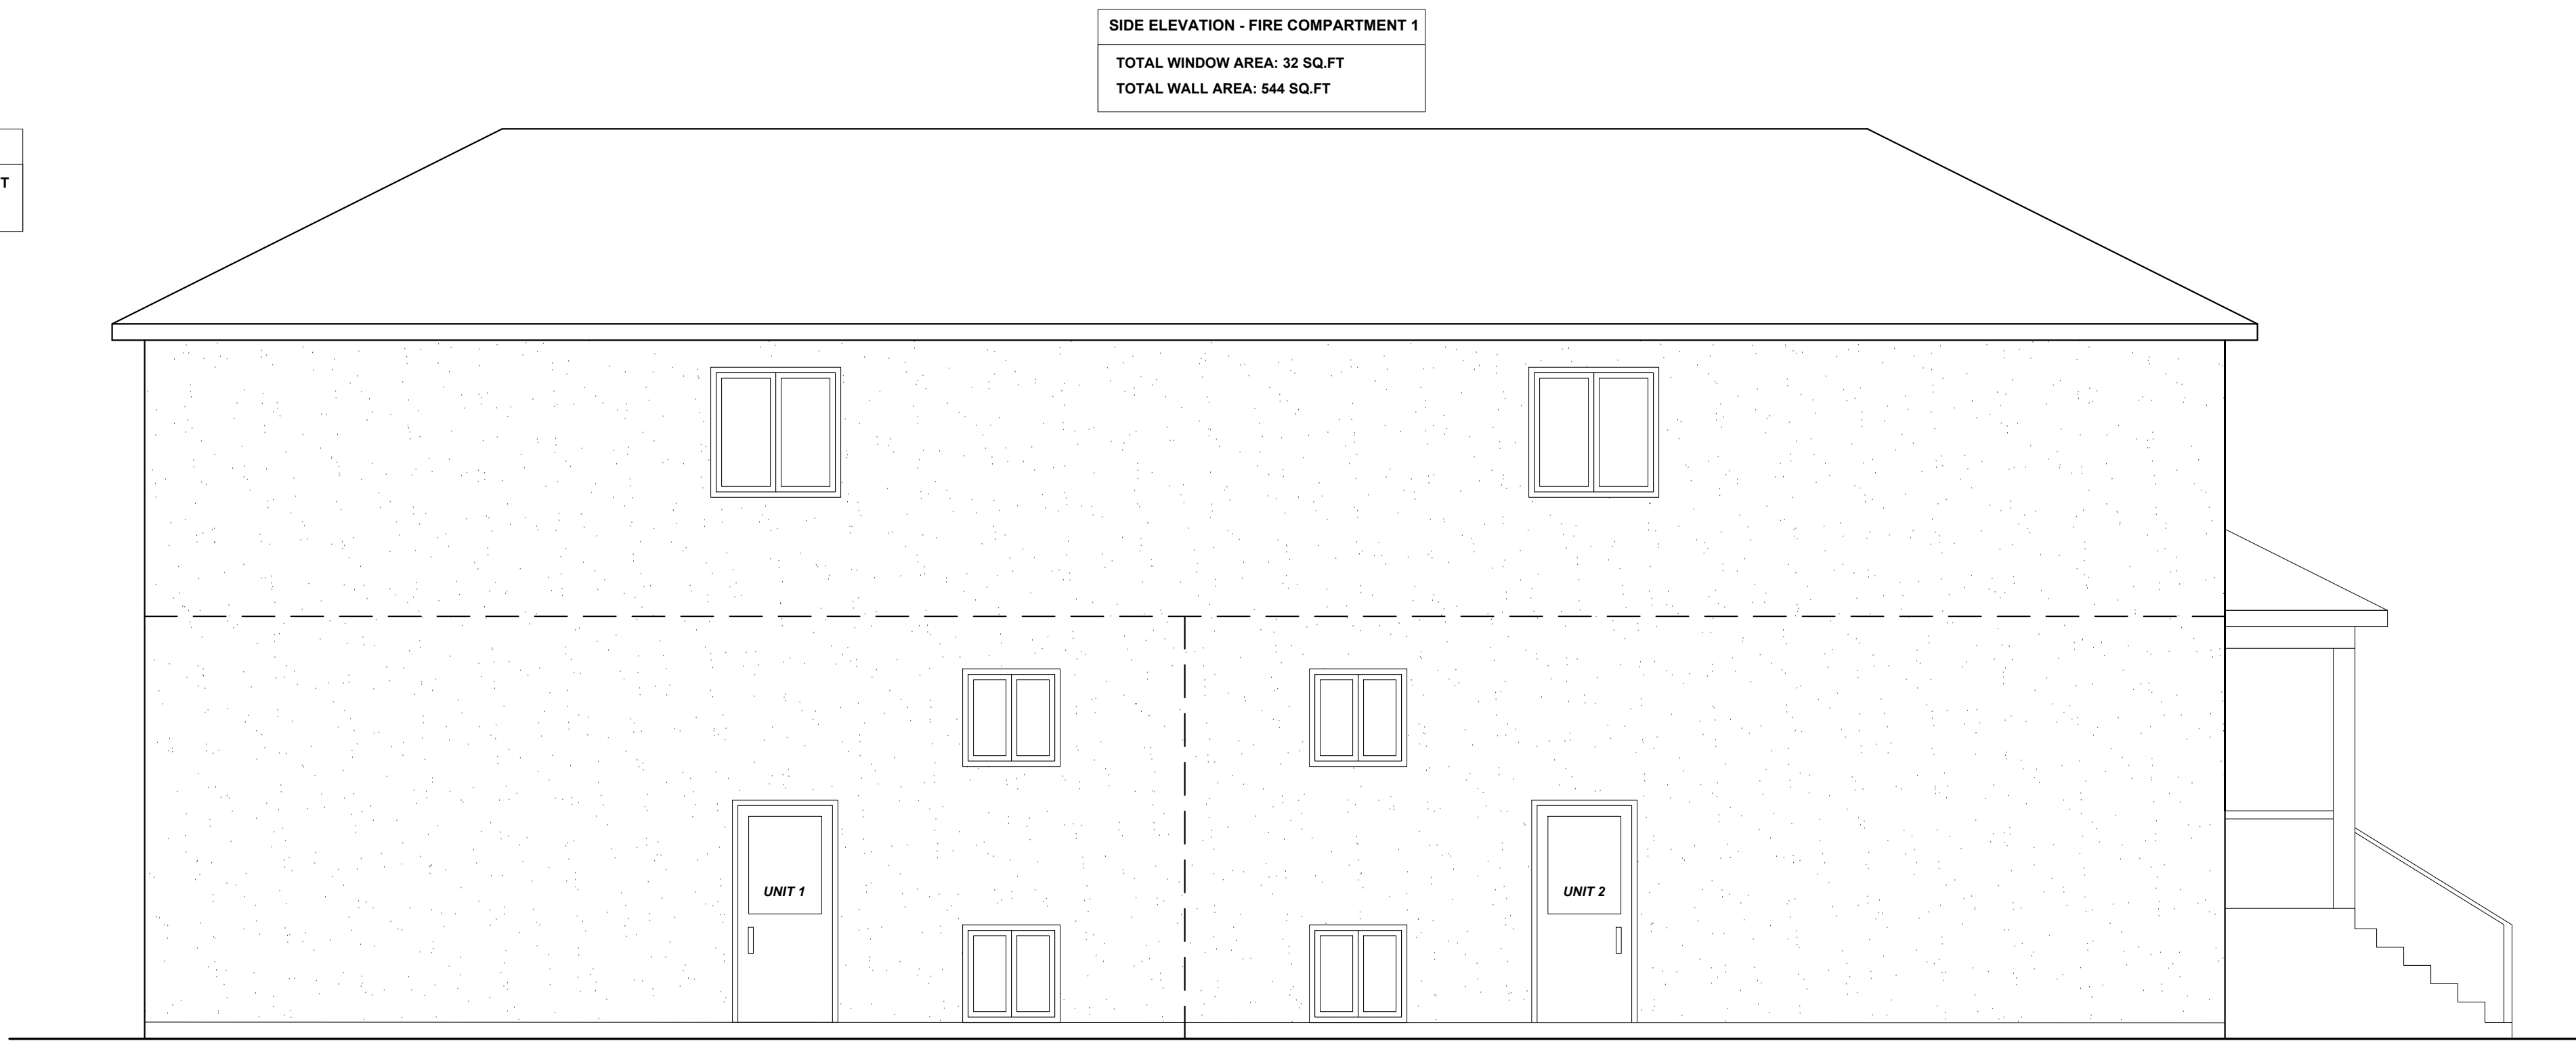 SIDE ELEVATION - FIRE COMPARTMENT 1
TOTAL WINDOW AREA: 32 SQ.FT
TOTAL WALL AREA: 544 SQ.FT
T
UNIT 1
UNIT 2